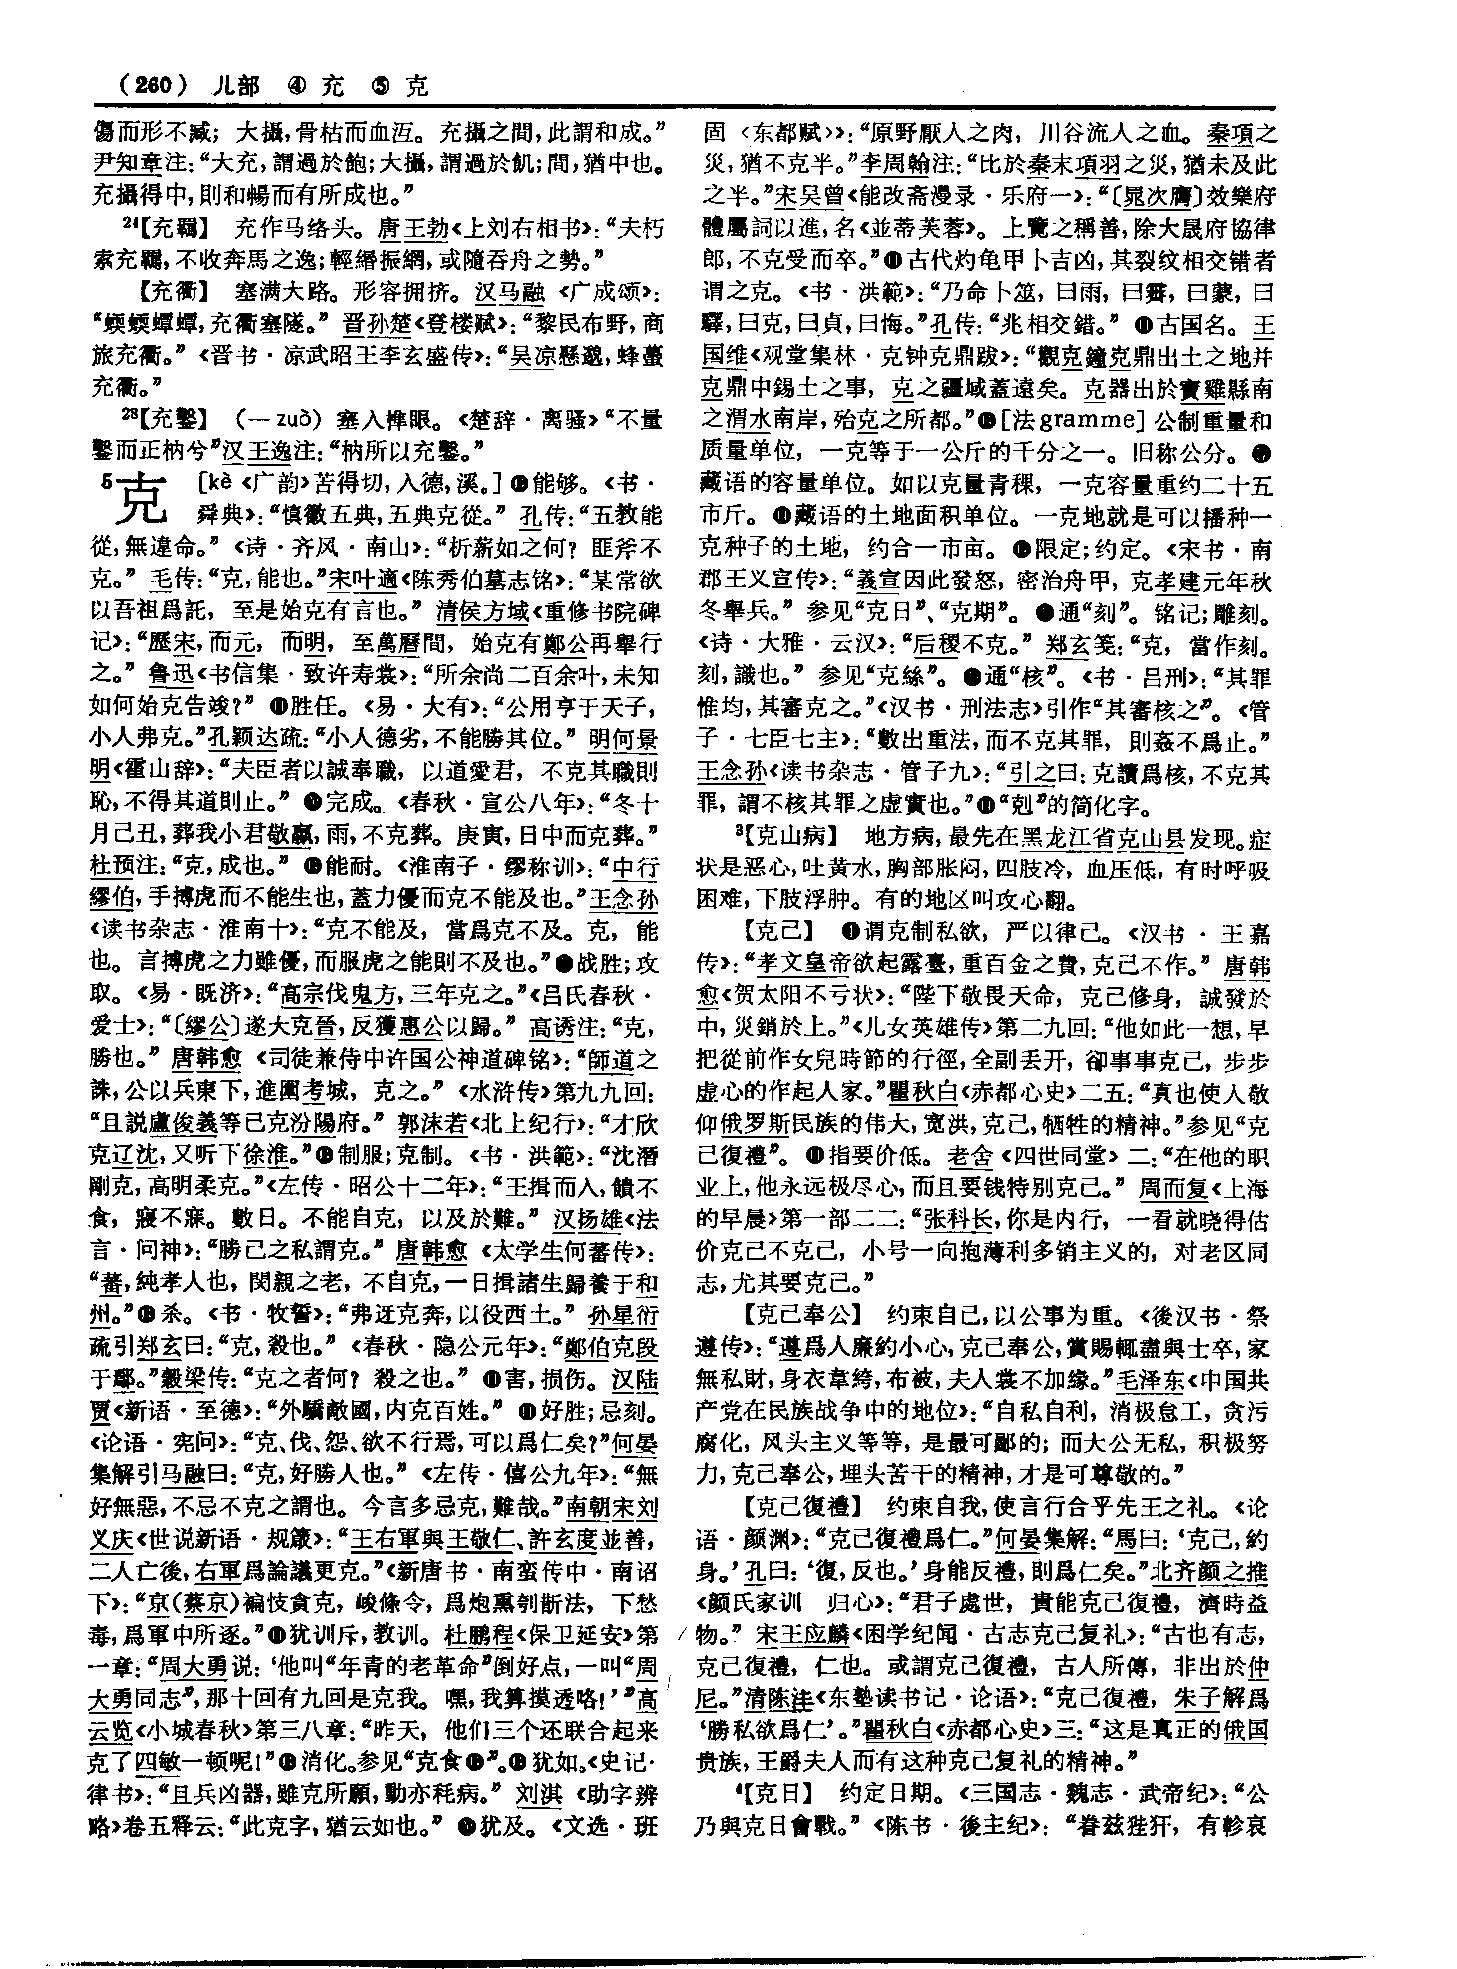 （260） 儿部 ④ 充 ⑤ 克
傷而形不臧；大攝，骨枯而血沍。充攝之間，此謂和成。”
尹知章注：“大充，謂過於飽；大攝，謂過於飢；間，猶中也。
充攝得中，則和暢而有所成也。”
24【充羈】 充作马络头。唐王勃《上刘右相书》：“夫朽
索充羈，不收奔馬之逸；輕緡振網，或隨吞舟之勢。”
【充衢】 塞满大路。形容拥挤。汉马融《广成颂》：
充衢塞隧。”晋孙楚《登楼赋》：“黎民布野，商
旅充衢。”《晋书·凉武昭王李玄盛传》：“吴凉懸邈，蜂蠆
充衢。”
28【充鑿】 （—zuò）塞入榫眼。《楚辞·离骚》“不量
鑿而正枘兮”汉王逸注：“枘所以充鑿。”
5克 [kè《广韵》苦得切，入德，溪。]能够。《书·
舜典》：“慎徽五典，五典克從。”孔传：“五教能
從，無違命。”《诗·齐风·南山》：“析薪如之何？匪斧不
克。”毛传：“克，能也。”宋叶適《陈秀伯墓志铭》：“某常欲
以吾祖爲託，至是始克有言也。”清侯方域《重修书院碑
记》：“歷宋，而元，而明，至萬曆間，始克有鄭公再舉行
之。”鲁迅《书信集·致许寿裳》：“所余尚二百余叶，未知
如何始克告竣？”胜任。《易·大有》：“公用亨于天子，
小人弗克。”孔颖达疏：“小人德劣，不能勝其位。”明何景
明《霍山辞》：“夫臣者以誠奉職，以道愛君，不克其職則
恥，不得其道則止。”完成。《春秋·宣公八年》：“冬十
月己丑，葬我小君敬嬴，雨，不克葬。庚寅，日中而克葬。”
杜预注：“克，成也。”能耐。《淮南子·缪称训》：“中行
繆伯，手搏虎而不能生也，蓋力優而克不能及也。”王念孙
《读书杂志·淮南十》：“克不能及，當爲克不及。克，能
也。言搏虎之力雖優，而服虎之能則不及也。”战胜；攻
取。《易·既济》：“高宗伐鬼方，三年克之。”《吕氏春秋·
爱士》：“〔繆公〕遂大克晉，反獲惠公以歸。”高诱注：“克，
勝也。”唐韩愈《司徒兼侍中许国公神道碑铭》：“師道之
誅，公以兵東下，進圍考城，克之。”《水浒传》第九九回：
“且説盧俊義等已克汾陽府。”郭沫若《北上纪行》：“才欣
克辽沈，又听下徐淮。”制服；克制。《书·洪範》：“沈潛
剛克，高明柔克。”《左传·昭公十二年》：“王揖而入，饋不
食，寢不寐。數日。不能自克，以及於難。”汉扬雄《法
言·问神》：“勝己之私謂克。”唐韩愈《太学生何蕃传》：
“蕃，純孝人也，閔親之老，不自克，一日揖諸生歸養于和
州。”杀。《书·牧誓》：“弗迓克奔，以役西土。”孙星衍
疏引郑玄曰：“克，殺也。”《春秋·隐公元年》：“鄭伯克段
于鄢。”穀梁传：“克之者何？殺之也。”害，损伤。汉陆
贾《新语·至德》：“外驕敵國，内克百姓。”好胜；忌刻。
《论语·宪问》：“克、伐、怨、欲不行焉，可以爲仁矣？”何晏
集解引马融曰：“克，好勝人也。”《左传·僖公九年》：“無
好無惡，不忌不克之謂也。今言多忌克，難哉。”南朝宋刘
义庆《世说新语·规箴》：“王右軍與王敬仁、許玄度並善，
二人亡後，右軍爲論議更克。”《新唐书·南蛮传中·南诏
下》：“京（蔡京）褊忮貪克，峻條令，爲炮熏刳斮法，下愁
毒，爲軍中所逐。”犹训斥，教训。杜鹏程《保卫延安》第
一章：“周大勇说：‘他叫“年青的老革命”倒好点，一叫“周
大勇同志”，那十回有九回是克我。嘿，我算摸透咯！’”高
云览《小城春秋》第三八章：“昨天，他们三个还联合起来
克了四敏一顿呢！”消化。参见“克食”。犹如。《史记·
律书》：“且兵凶器，雖克所願，動亦耗病。”刘淇《助字辨
略》卷五释云：“此克字，猶云如也。”犹及。《文选·班
固〈东都赋〉》：“原野厭人之肉，川谷流人之血。秦項之
災，猶不克半。”李周翰注：“比於秦末項羽之災，猶未及此
之半。”宋吴曾《能改斋漫录·乐府一》：“〔晁次膺〕效樂府
體屬詞以進，名《並蒂芙蓉》。上覽之稱善，除大晟府協律
郎，不克受而卒。”古代灼龟甲卜吉凶，其裂纹相交错者
谓之克。《书·洪範》：“乃命卜筮，曰雨，曰霽，曰蒙，曰
驛，曰克，曰貞，曰悔。”孔传：“兆相交錯。”古国名。王
国维《观堂集林·克钟克鼎跋》：“觀克鐘克鼎出土之地并
克鼎中錫土之事，克之疆域蓋遠矣。克器出於寶雞縣南
之渭水南岸，殆克之所都。”[法gramme]公制重量和
质量单位，一克等于一公斤的千分之一。旧称公分。
藏语的容量单位。如以克量青稞，一克容量重约二十五
市斤。藏语的土地面积单位。一克地就是可以播种一
克种子的土地，约合一市亩。限定；约定。《宋书·南
郡王义宣传》：“義宣因此發怒，密治舟甲，克孝建元年秋
冬舉兵。”参见“克日”、“克期”。通“刻”。铭记；雕刻。
《诗·大雅·云汉》：“后稷不克。”郑玄笺：“克，當作刻。
刻，識也。”参见“克絲”。通“核”。《书·吕刑》：“其罪
惟均，其審克之。”《汉书·刑法志》引作“其審核之”。《管
子·七臣七主》：“數出重法，而不克其罪，則姦不爲止。”
王念孙《读书杂志·管子九》：“引之曰：克讀爲核，不克其
罪，謂不核其罪之虚實也。”“剋”的简化字。
3【克山病】 地方病，最先在黑龙江省克山县发现。症
状是恶心，吐黄水，胸部胀闷，四肢冷，血压低，有时呼吸
困难，下肢浮肿。有的地区叫攻心翻。
【克己】 ❶谓克制私欲，严以律己。《汉书·王嘉
传》：“孝文皇帝欲起露臺，重百金之費，克己不作。”唐韩
愈《贺太阳不亏状》：“陛下敬畏天命，克己修身，誠發於
中，災銷於上。”《儿女英雄传》第二九回：“他如此一想，早
把從前作女兒時節的行徑，全副丢开，卻事事克己，步步
虚心的作起人家。”瞿秋白《赤都心史》二五：“真也使人敬
仰俄罗斯民族的伟大，宽洪，克己，牺牲的精神。”参见“克
己復禮”。❷指要价低。老舍《四世同堂》二：“在他的职
业上，他永远极尽心，而且要钱特别克己。”周而复《上海
的早晨》第一部二二：“张科长，你是内行，一看就晓得估
价克己不克己，小号一向抱薄利多销主义的，对老区同
志，尤其要克己。”
【克己奉公】 约束自己，以公事为重。《後汉书·祭
遵传》：“遵爲人廉約小心，克己奉公，賞賜輒盡與士卒，家
無私財，身衣韋絝，布被，夫人裳不加緣。”毛泽东《中国共
产党在民族战争中的地位》：“自私自利，消极怠工，贪污
腐化，风头主义等等，是最可鄙的；而大公无私，积极努
力，克己奉公，埋头苦干的精神，才是可尊敬的。”
【克己復禮】 约束自我，使言行合乎先王之礼。《论
语·颜渊》：“克己復禮爲仁。”何晏集解：“馬曰：‘克己，約
身。’孔曰：‘復，反也。’身能反禮，則爲仁矣。”北齐颜之推
《颜氏家训 归心》：“君子處世，貴能克己復禮，濟時益
物。”宋王应麟《困学纪闻·古志克己复礼》：“古也有志，
克己復禮，仁也。或謂克己復禮，古人所傳，非出於仲
尼。”清陈澧《东塾读书记·论语》：“克己復禮，朱子解爲
‘勝私欲爲仁’。”瞿秋白《赤都心史》三：“这是真正的俄国
贵族，王爵夫人而有这种克己复礼的精神。”
4【克日】 约定日期。《三国志·魏志·武帝纪》：“公
乃與克日會戰。”《陈书·後主纪》：“眷兹狴犴，有軫哀